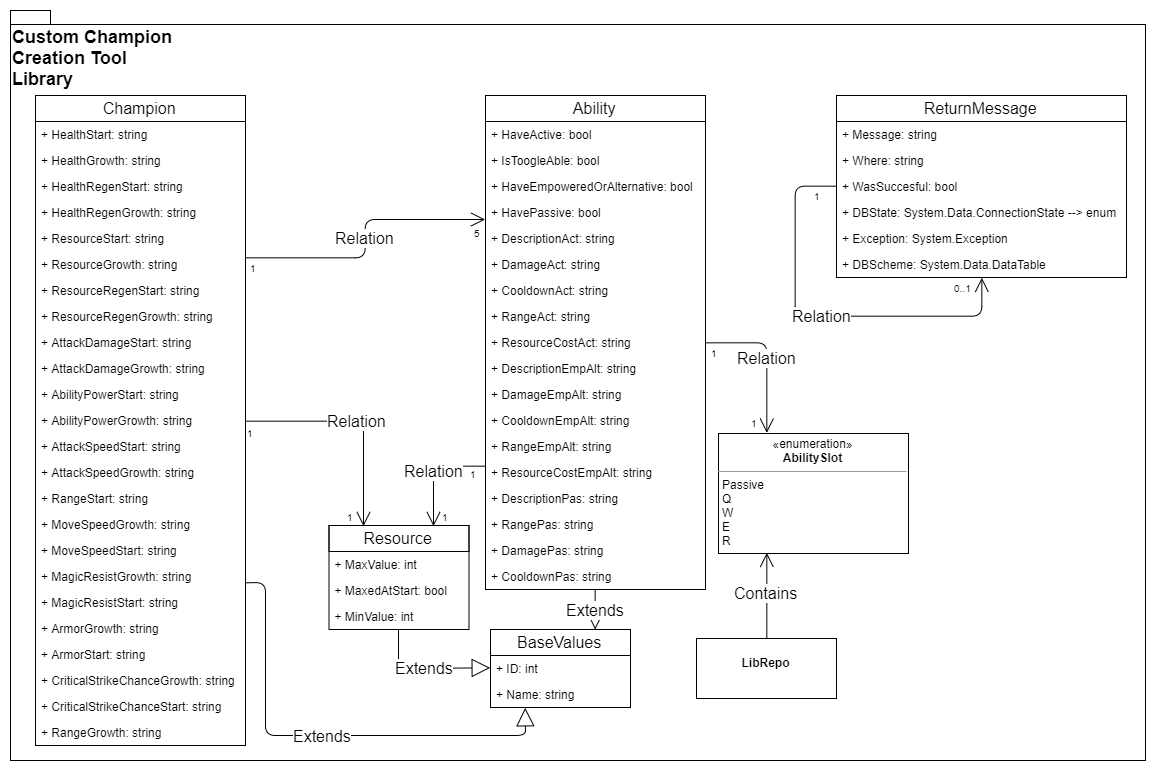 Custom Champion
Creation Tool
Library
Champion
+ HealthStart: string
+ HealthGrowth: string
+ HealthRegenStart: string
+ HealthRegenGrowth: string
+ ResourceStart: string
+ ResourceGrowth: string
+ ResourceRegenStart: string
+ ResourceRegenGrowth: string
+ AttackDamageStart: string
+ AttackDamageGrowth: string
+ AbilityPowerStart: string
+ AbilityPowerGrowth: string
+ AttackSpeedStart: string
+ AttackSpeedGrowth: string
+ RangeStart: string
+ MoveSpeedGrowth: string
+ MoveSpeedStart: string
+ MagicResistGrowth: string
+ MagicResistStart: string
+ ArmorGrowth: string
+ ArmorStart: string
+ CriticalStrikeChanceGrowth: string
+ CriticalStrikeChanceStart: string
+ RangeGrowth: string
1
Relation
5
1
Relation
1
Ability
+ HaveActive: bool
+ IsToogleAble: bool
+ HaveEmpoweredOrAlternative: bool
+ HavePassive: bool
+ DescriptionAct: string
+ DamageAct: string
+ CooldownAct: string
+ RangeAct: string
+ ResourceCostAct: string
+ DescriptionEmpAlt: string
+ DamageEmpAlt: string
+ CooldownEmpAlt: string
+ RangeEmpAlt: string
+ ResourceCostEmpAlt: string
+ DescriptionPas: string
+ RangePas: string
+ DamagePas: string
+ CooldownPas: string
Relation
1
1
Resource
+ MaxValue: int
+ MaxedAtStart: bool
+ MinValue: int
Extends
Extends
Extends
BaseValues
+ ID: int
+ Name: string
ReturnMessage
+ Message: string
+ Where: string
+ WasSuccesful: bool
+ DBState: System.Data.ConnectionState --> enum
+ Exception: System.Exception
+ DBScheme: System.Data.DataTable
1
Relation
0..1
1
Relation
1
«enumeration»
AbilitySlot
Passive
Q
W
E
R
Contains
LibRepo